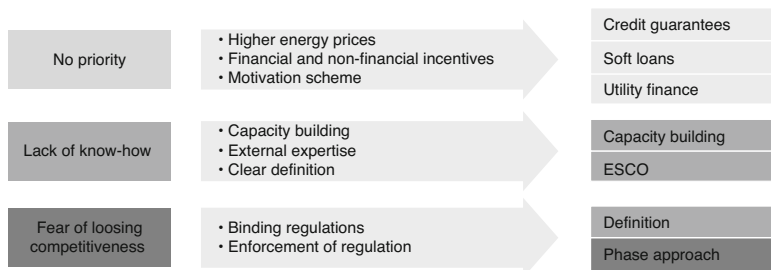 No priority
• Higher energy prices
• Financial and non-financial incentives
• Motivation scheme
Credit guarantees
Soft loans
Utility finance
Lack of know-how
• Capacity building
• External expertise
• Clear definition
Capacity building
ESCO
Fear of loosing
competitiveness
• Binding regulations
• Enforcement of regulation
Definition
Phase approach